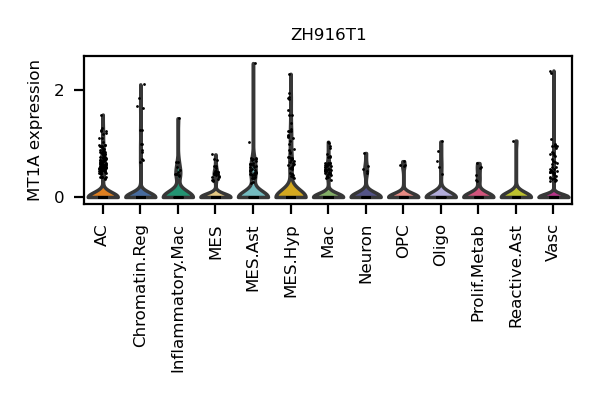 ZH916T1
MT1A expression
2
0
AC
Chromatin.Reg
Inflammatory.Mac
MES
MES.Ast
MES.Hyp
Mac
Neuron
OPC
Oligo
Prolif.Metab
Reactive.Ast
Vasc